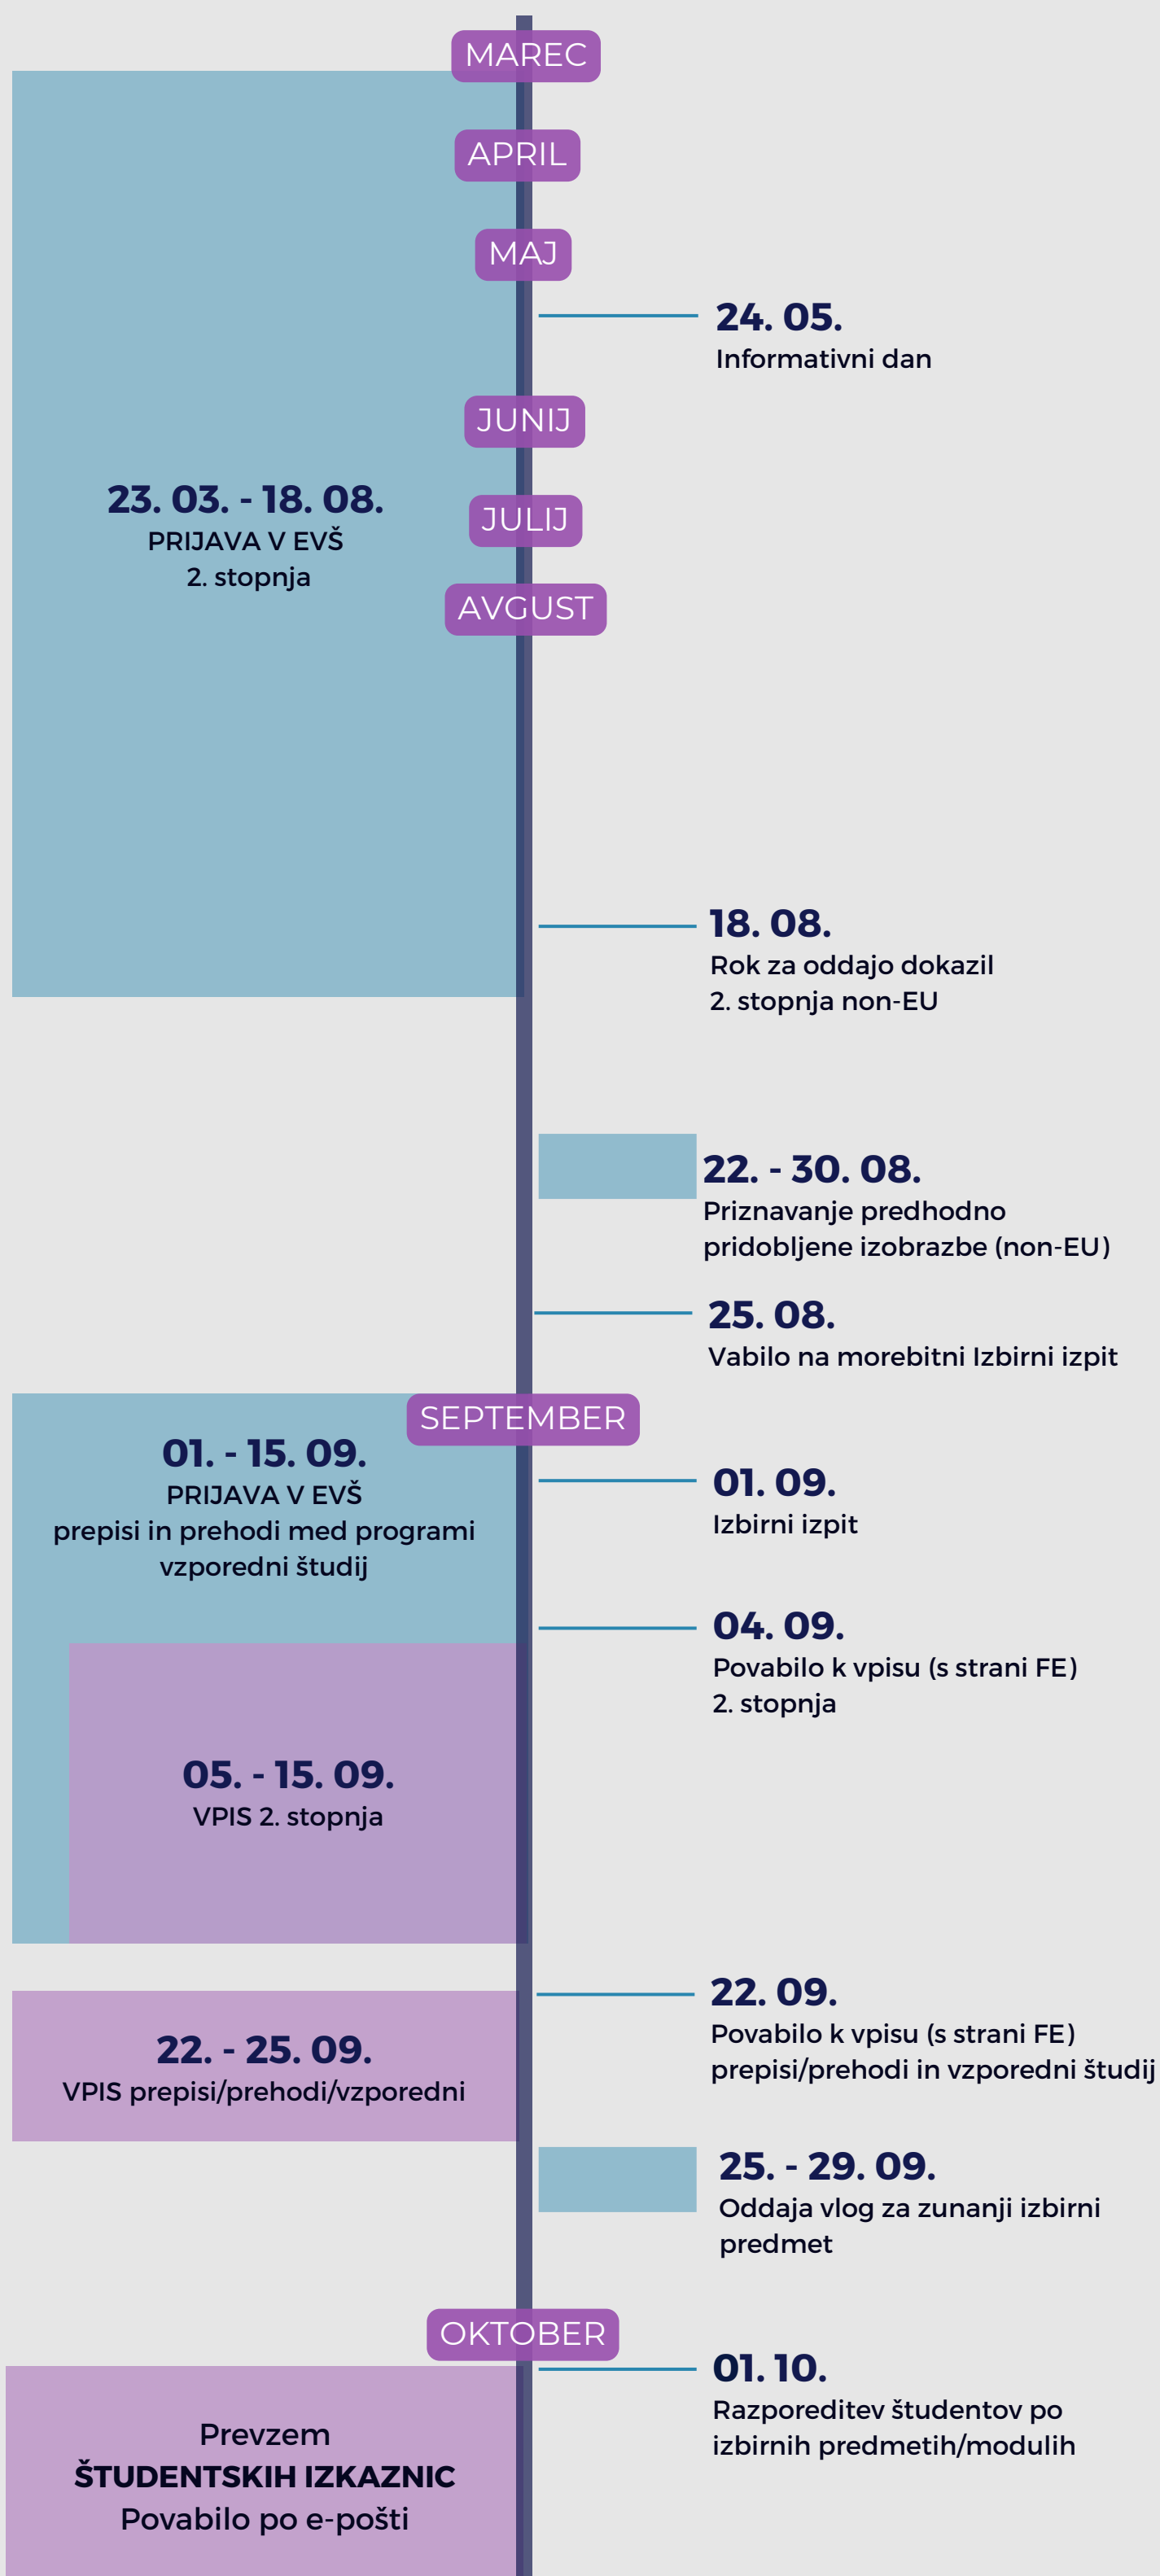 MAREC
APRIL
MAJ
24. 05.
Informativni dan
JUNIJ
23. 03. - 18. 08.
PRIJAVA V EVŠ
2. stopnja
JULIJ
AVGUST
18. 08.
Rok za oddajo dokazil
2. stopnja non-EU
22. - 30. 08.
Priznavanje predhodno
pridobljene izobrazbe (non-EU)
25. 08.
Vabilo na morebitni Izbirni izpit
SEPTEMBER
01. - 15. 09.
PRIJAVA V EVŠ
prepisi in prehodi med programi
vzporedni študij
01. 09.
Izbirni izpit
04. 09.
Povabilo k vpisu (s strani FE)
2. stopnja
05. - 15. 09.
VPIS 2. stopnja
22. 09.
Povabilo k vpisu (s strani FE)
prepisi/prehodi in vzporedni študij
22. - 25. 09.
VPIS prepisi/prehodi/vzporedni
25. - 29. 09.
Oddaja vlog za zunanji izbirni
predmet
OKTOBER
01. 10.
Razporeditev študentov po
izbirnih predmetih/modulih
Prevzem
ŠTUDENTSKIH IZKAZNIC
Povabilo po e-pošti